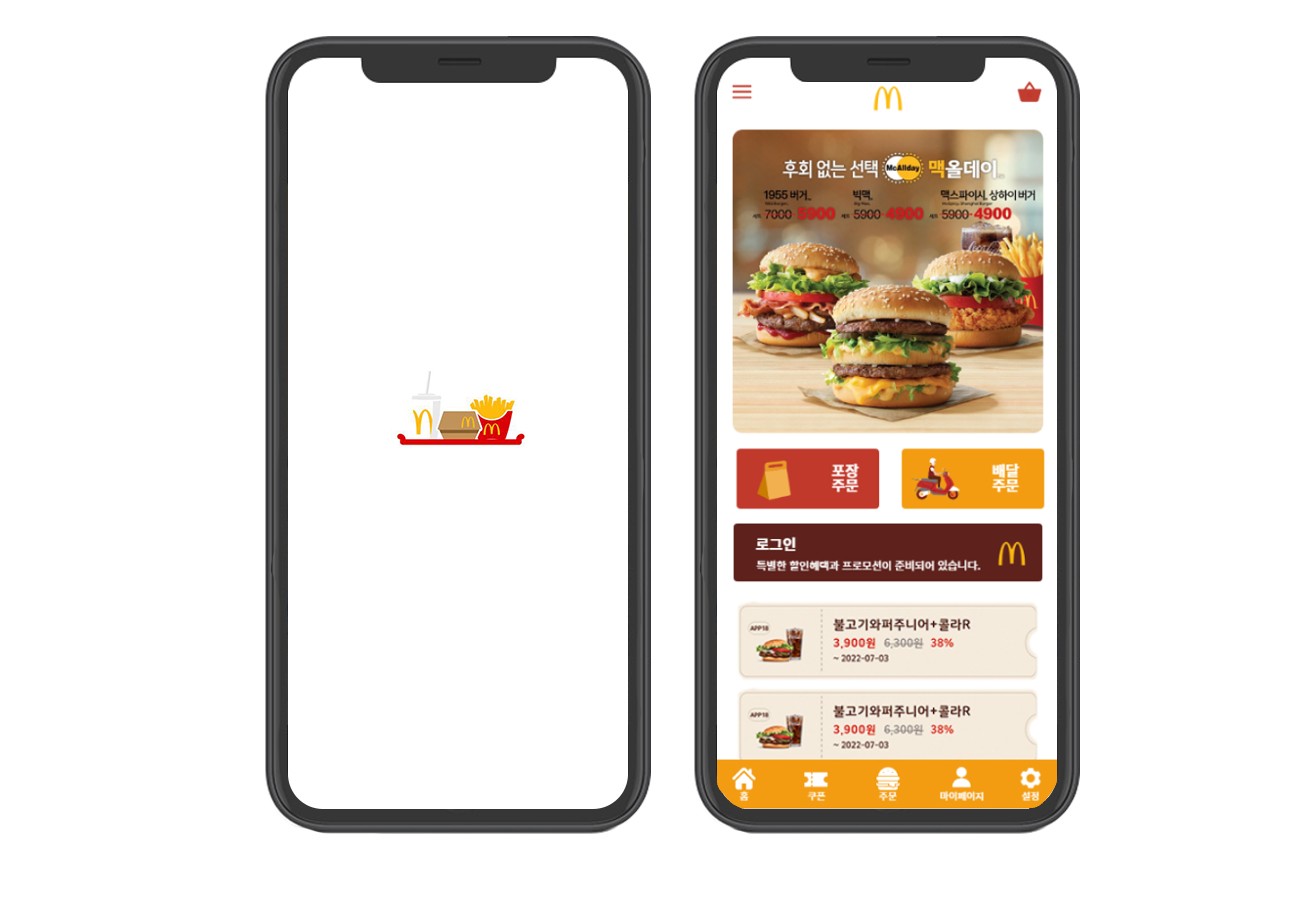 후회 없는 선택 McAllday 맥올데이
1955 버거 빅맥 맥스파이시 상하이 버거
세트 7000 5900 세트 5900 4900 세트 5900 4900
포장 주문
배달 주문
로그인
특별한 할인혜택과 프로모션이 준비되어 있습니다.
APP18
불고기와퍼주니어+콜라R
3,900원 6,300원 38%
~ 2022-07-03
APP18
불고기와퍼주니어+콜라R
3,900원 6,300원 38%
~ 2022-07-03
홈 쿠폰 주문 마이페이지 설정